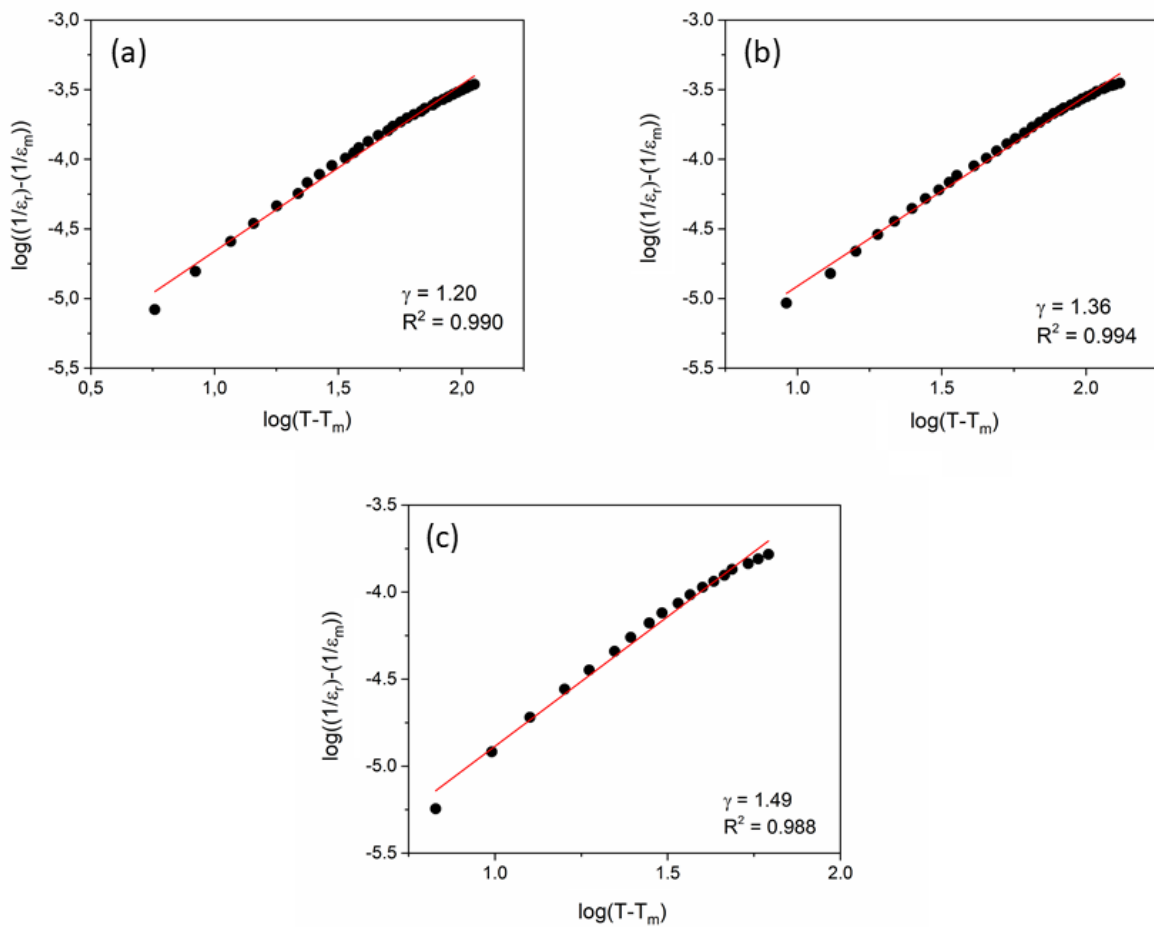 (a)
-3,0
-3.5
-4.0
-4.5
-5.0
-5.5
0,5
1,0
1,5
2,0
log((1/εr)-(1/εm))
log(T-Tm)
γ = 1.20
R² = 0.990
(b)
-3.0
-3.5
-4.0
-4.5
-5.0
-5.5
1.0
1.5
2.0
log((1/εr)-(1/εm))
log(T-Tm)
γ = 1.36
R² = 0.994
(c)
-3.5
-4.0
-4.5
-5.0
-5.5
1.0
1.5
2.0
log((1/εr)-(1/εm))
log(T-Tm)
γ = 1.49
R² = 0.988